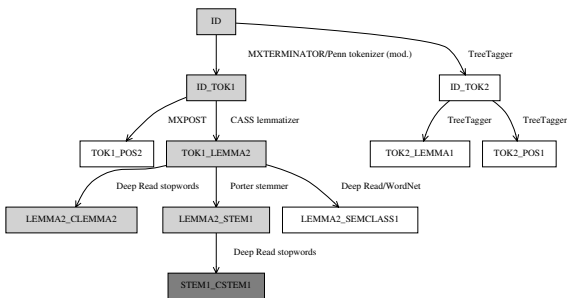 ID
MXTERMINATOR/Penn tokenizer (mod.) TreeTagger
ID_TOK1 ID_TOK2
MXPOST CASS lemmatizer TreeTagger TreeTagger
TOK1_POS2 TOK1_LEMMA2 TOK2_LEMMA1 TOK2_POS1
Deep Read stopwords Porter stemmer Deep Read/WordNet
LEMMA2_CLEMMA2 LEMMA2_STEM1 LEMMA2_SEMCLASS1
Deep Read stopwords
STEM1_CSTEM1